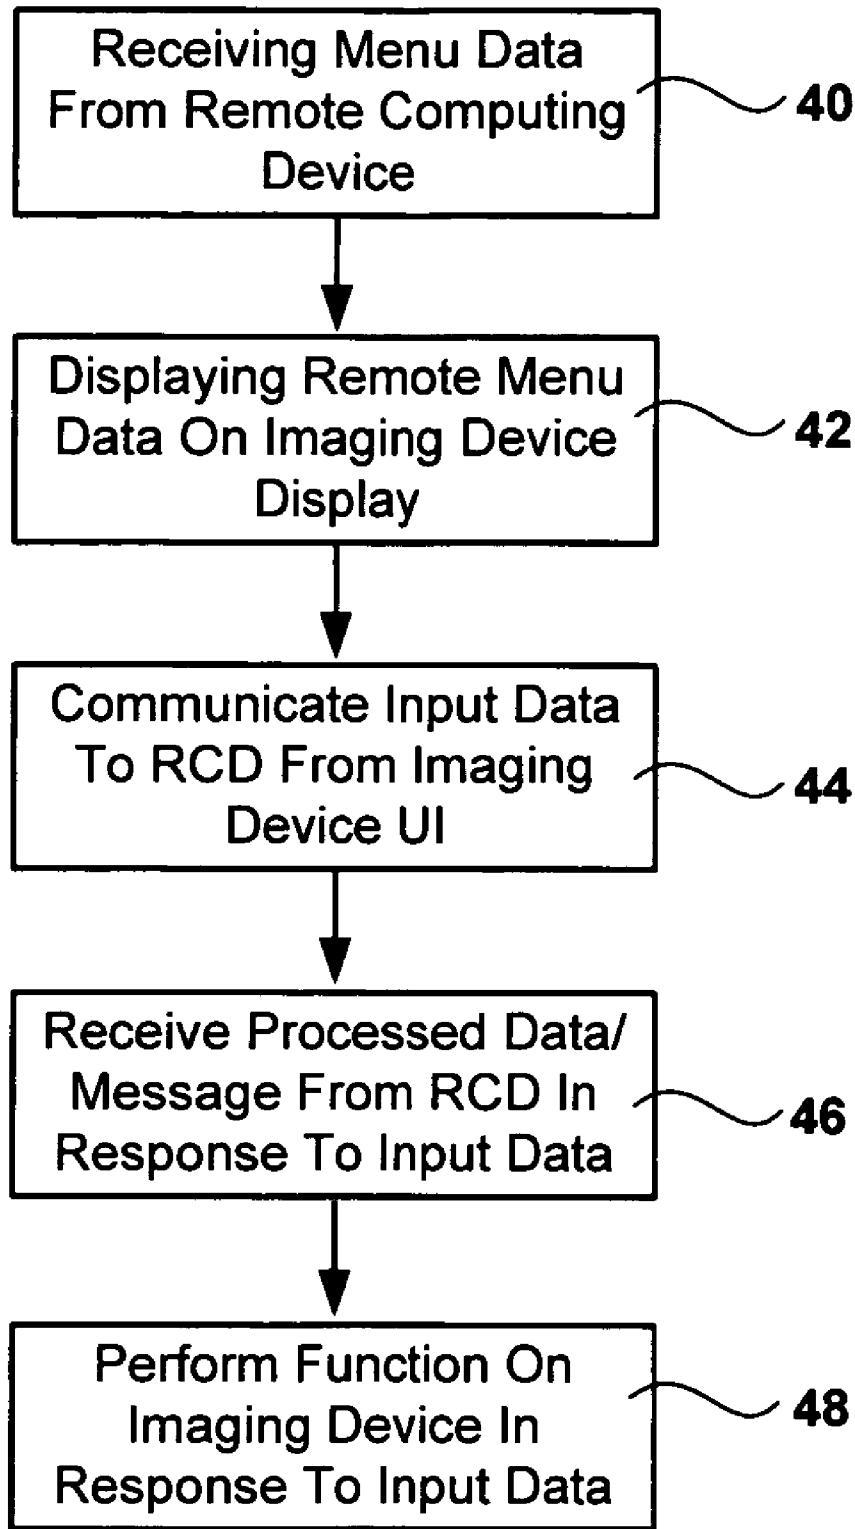 Receiving Menu Data
From Remote Computing
Device
40
Displaying Remote Menu
Data On Imaging Device
Display
42
Communicate Input Data
To RCD From Imaging
Device UI
44
Receive Processed Data/
Message From RCD In
Response To Input Data
46
Perform Function On
Imaging Device In
Response To Input Data
48